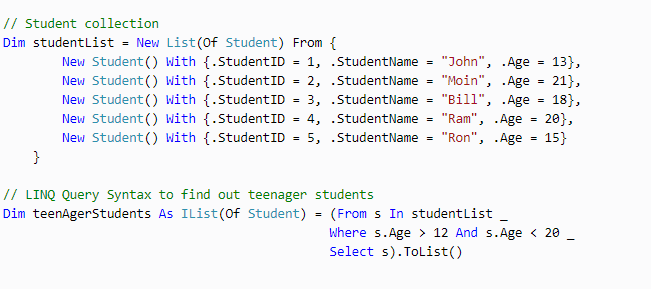 // Student collection
Dim studentList = New List(Of Student) From {
        New Student() With {.StudentID = 1, .StudentName = "John", .Age = 13},
        New Student() With {.StudentID = 2, .StudentName = "Moin", .Age = 21},
        New Student() With {.StudentID = 3, .StudentName = "Bill", .Age = 18},
        New Student() With {.StudentID = 4, .StudentName = "Ram", .Age = 20},
        New Student() With {.StudentID = 5, .StudentName = "Ron", .Age = 15}
    }
// LINQ Query Syntax to find out teenager students
Dim teenAgerStudents As IList(Of Student) = (From s In studentList _
                                            Where s.Age > 12 And s.Age < 20 _
                                            Select s).ToList()